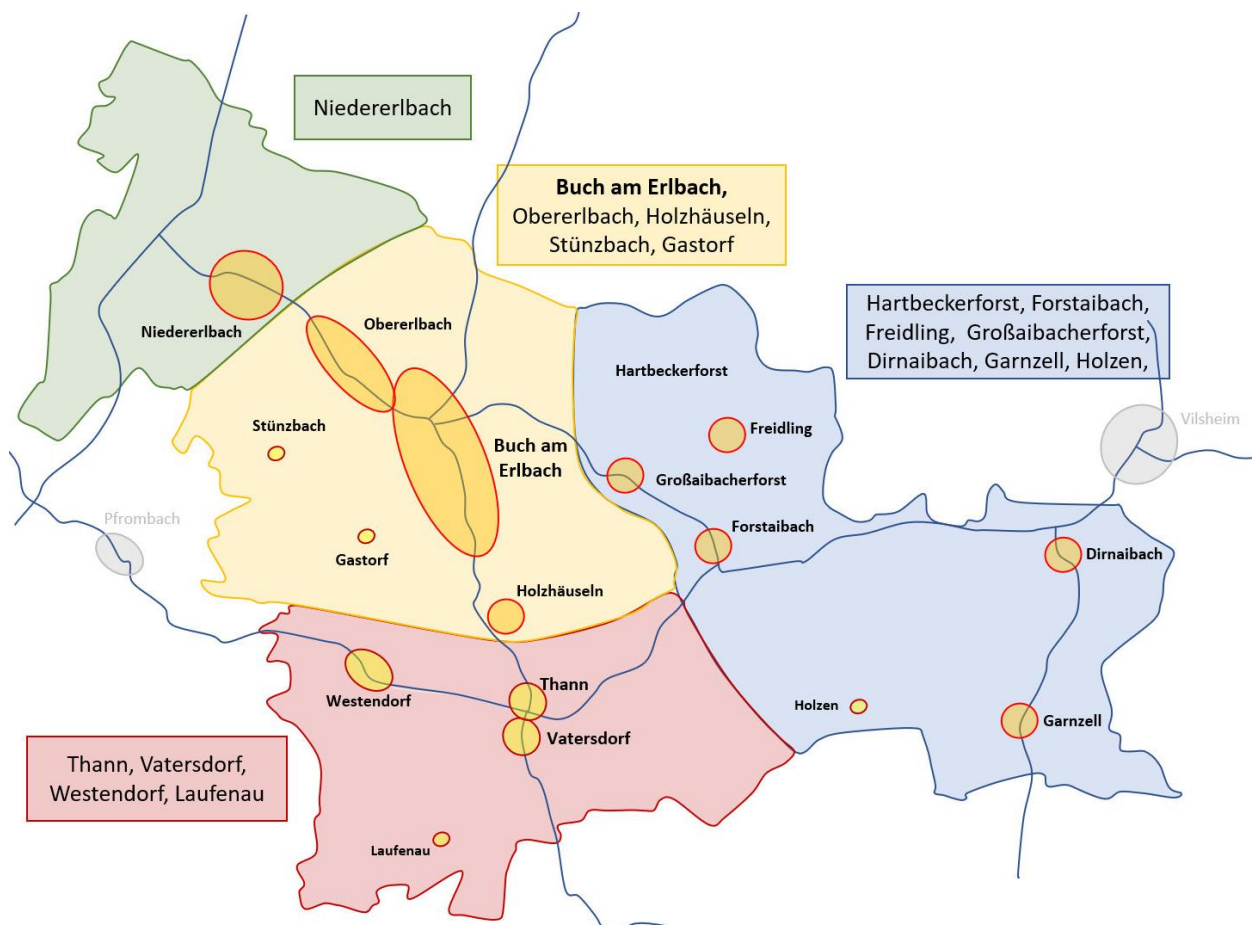 Niedererlbach
Buch am Erlbach,
Obererlbach, Holzhäuseln,
Stünzbach, Gastorf
Hartbeckerforst, Forstaibach,
Freidling, Großaibacherforst,
Dirnaibach, Garnzell, Holzen,
Niedererlbach
Obererlbach
Hartbeckerforst
Vilsheim
Stünzbach
Freidling
Buch am
Erlbach
Großaibacherforst
Pfrombach
Forstaibach
Gastorf
Dirnaibach
Holzhäuseln
Thann
Westendorf
Holzen
Vatersdorf
Garnzell
Thann, Vatersdorf,
Westendorf, Laufenau
Laufenau